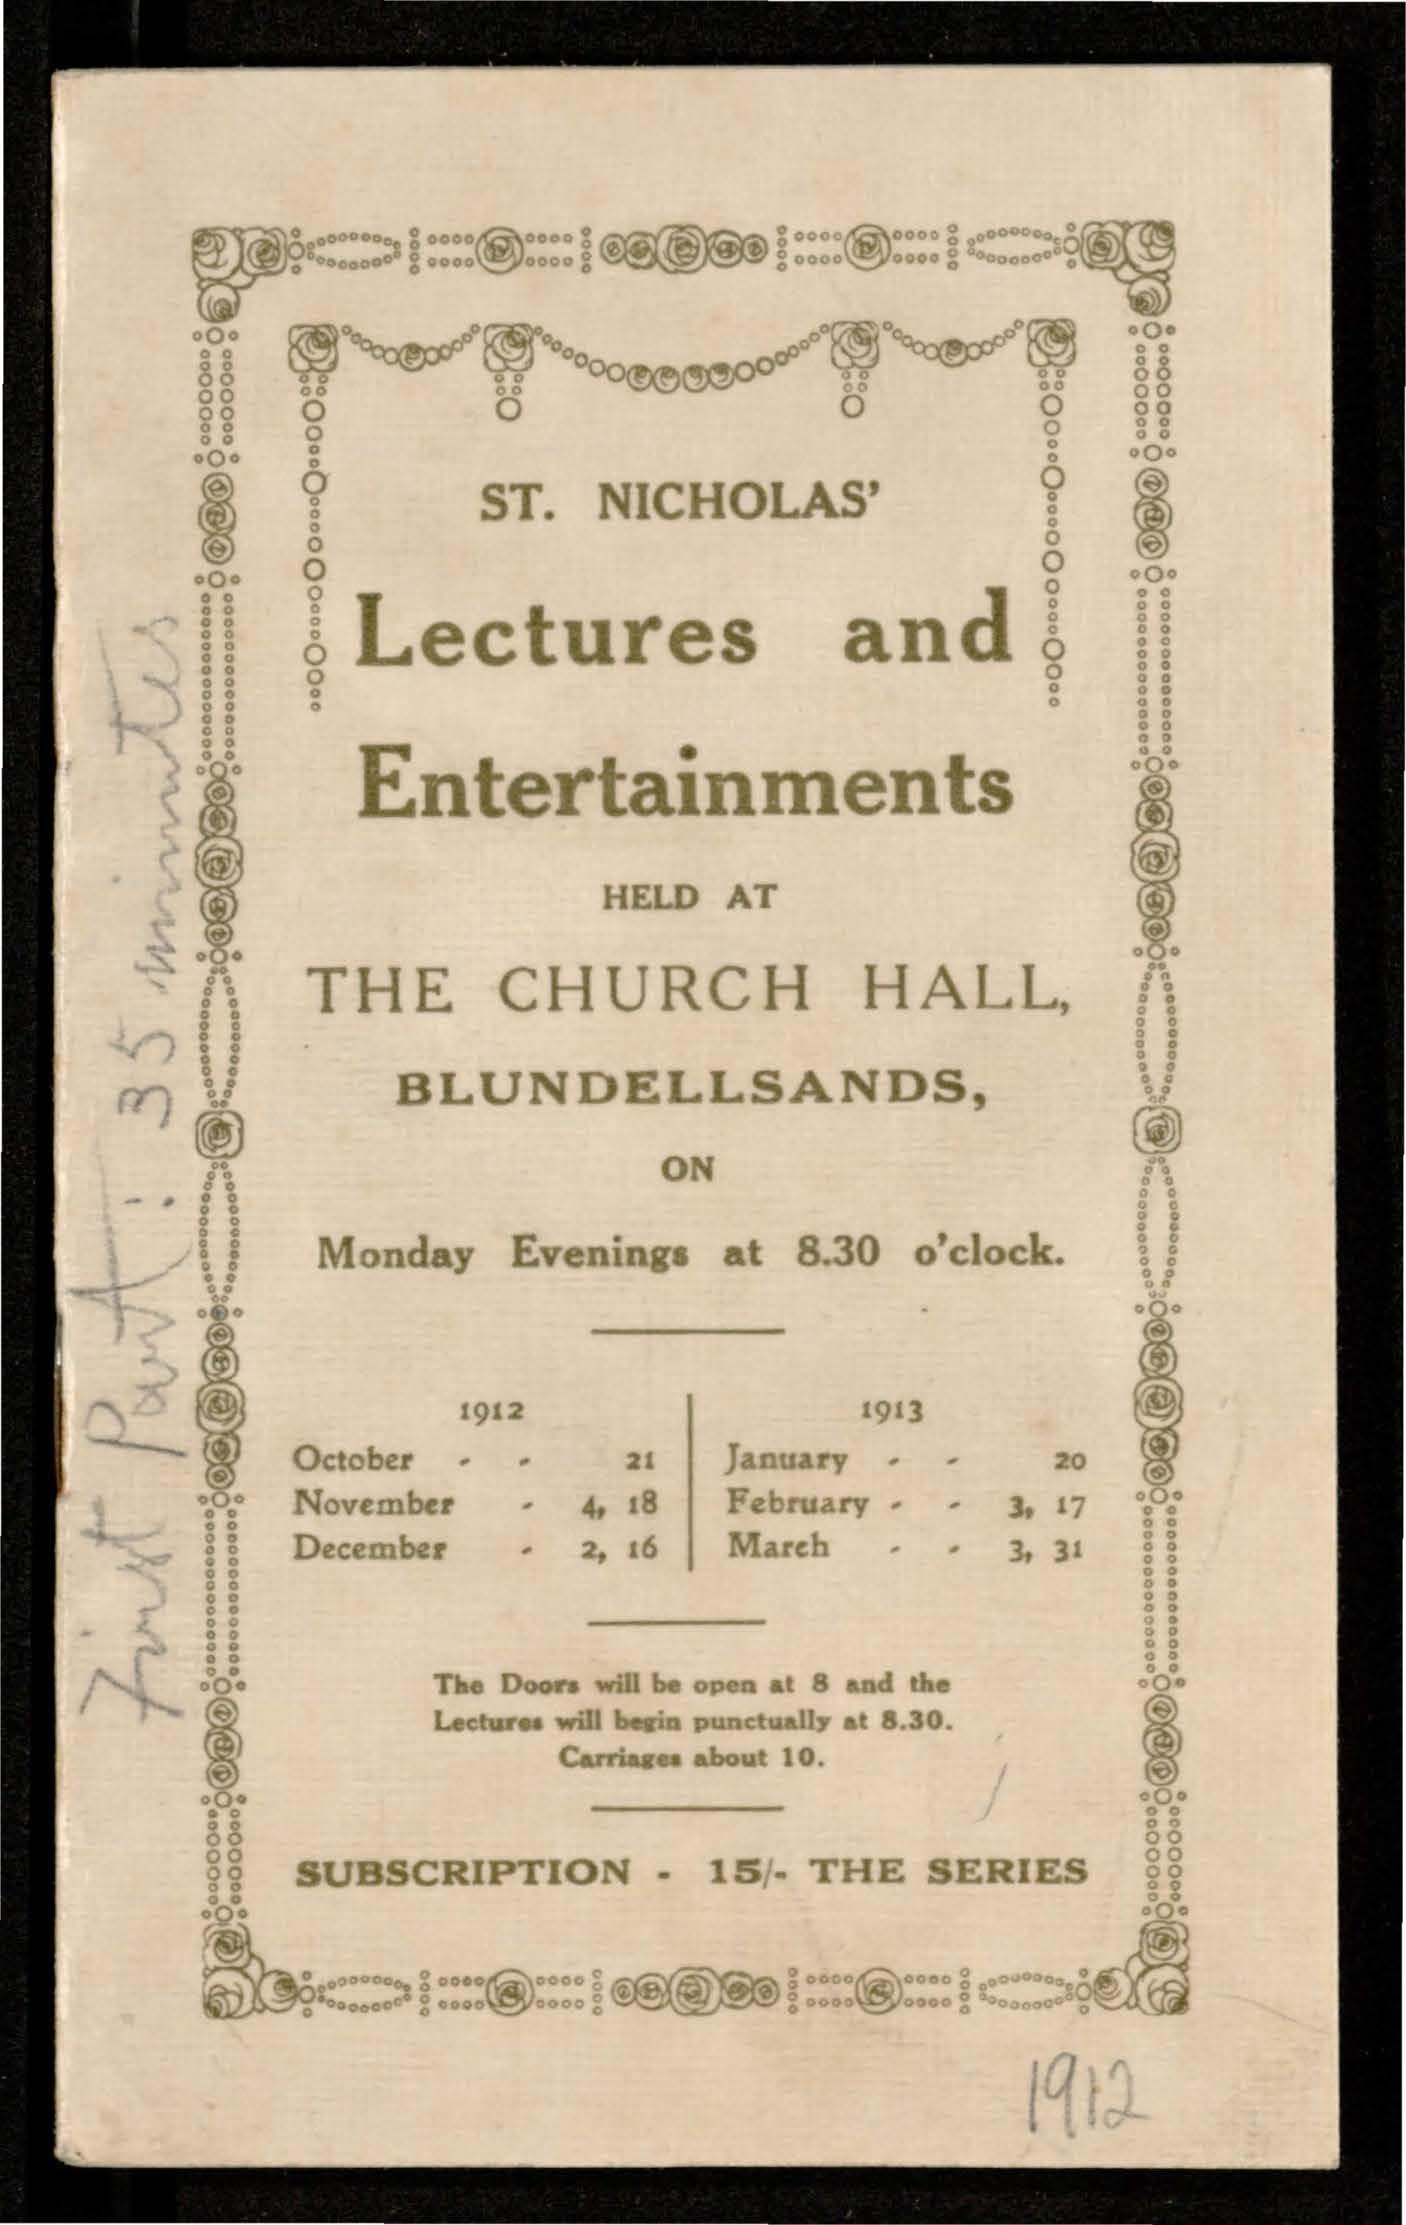 ST. NICHOLAS'
Lectures and
Entertainments
HELD AT
THE CHURCH HALL,
BLUNDELLSANDS,
ON
Monday Evenings at 8.30 o'clock.
1912
October - - 21
November - 4, 18
December - 2, 16
1913
January - - 20
February - - 3, 17
March - - 3, 31
The Doors will be open at 8 and the
Lectures will begin punctually at 8.30.
Carriages about 10.
SUBSCRIPTION - 15/- THE SERIES
First Part : 35 minutes
1912